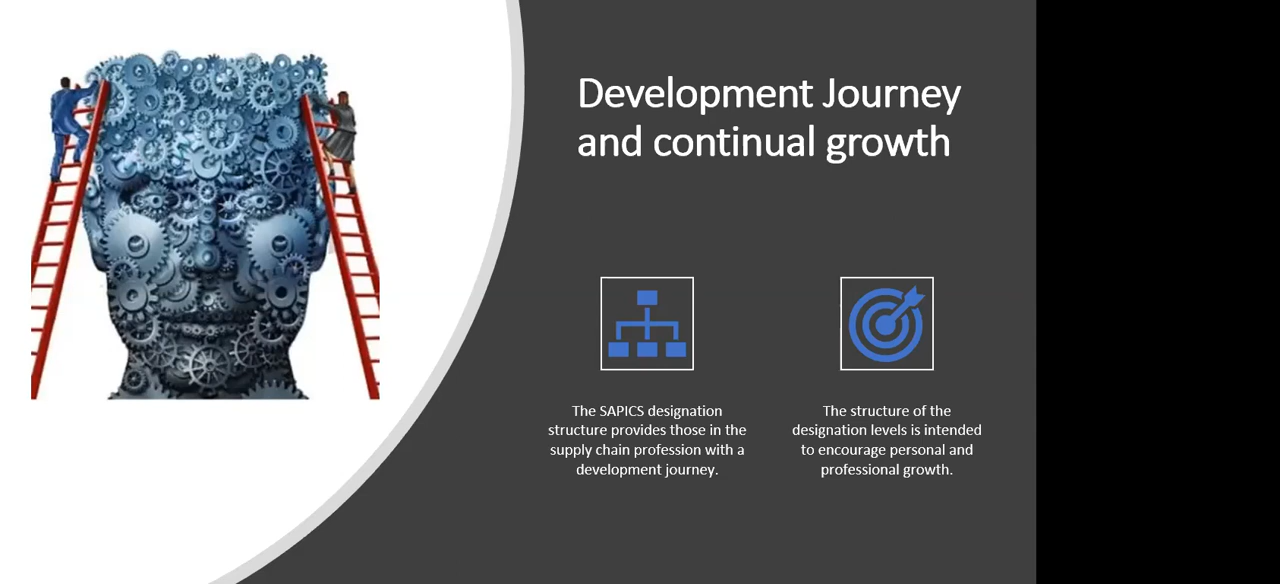 Development Journey
and continual growth
The SAPICS designation
structure provides those in the
supply chain profession with a
development journey.
The structure of the
designation levels is intended
to encourage personal and
professional growth.